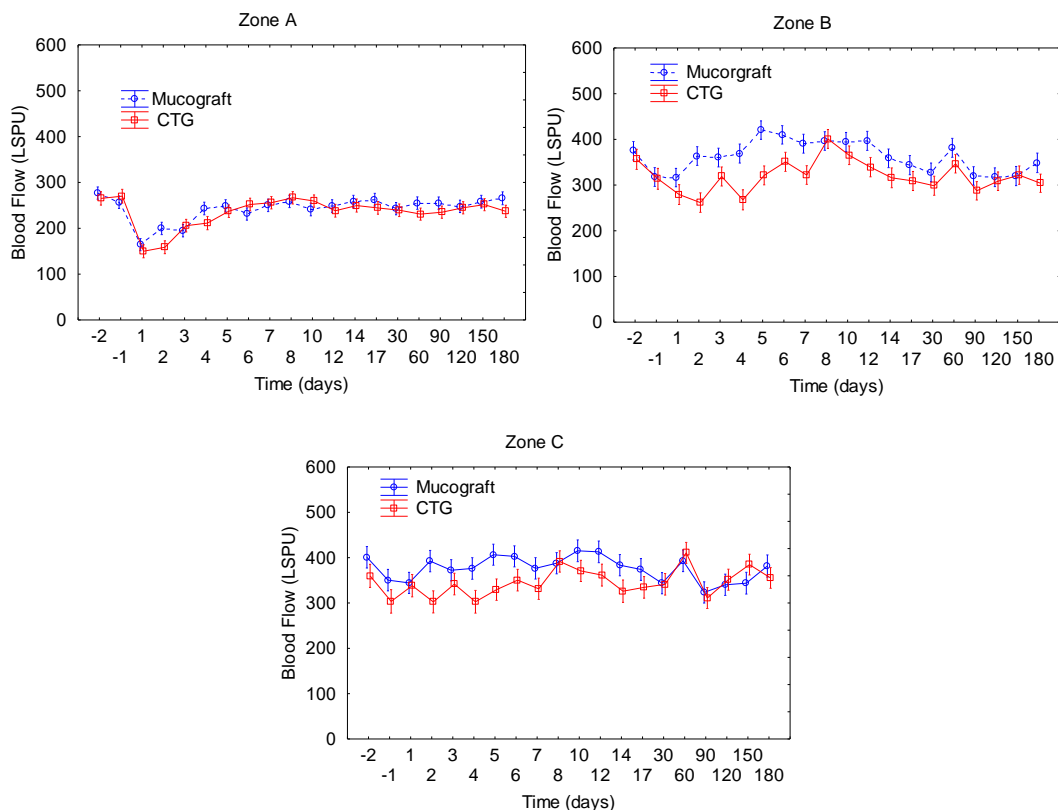 Zone A
600
500
400
300
200
100
0
Blood Flow (LSPU)
Mucograft
CTG
-2 1 3 5 7 10 14 30 90 150
-1 2 4 6 8 12 17 60 120 180
Time (days)
Zone B
600
500
400
300
200
100
0
Blood Flow (LSPU)
Mucorgraft
CTG
-2 1 3 5 7 10 14 30 90 150
-1 2 4 6 8 12 17 60 120 180
Time (days)
Zone C
600
500
400
300
200
100
0
Blood Flow (LSPU)
Mucograft
CTG
-2 1 3 5 7 10 14 30 90 150
-1 2 4 6 8 12 17 60 120 180
Time (days)